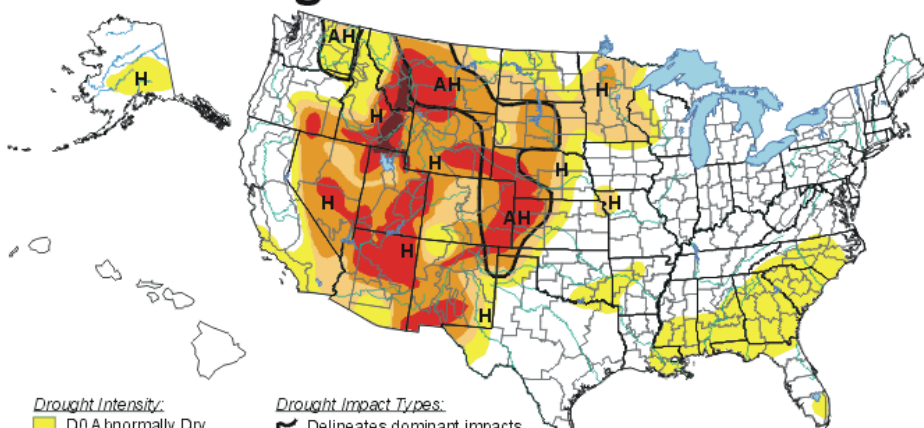 AH
H
AH
H
H
H
H
H
H
AH
H
H
Drought Intensity:
Drought Impact Types:
D0 Abnormally Dry
Delineates dominant impacts